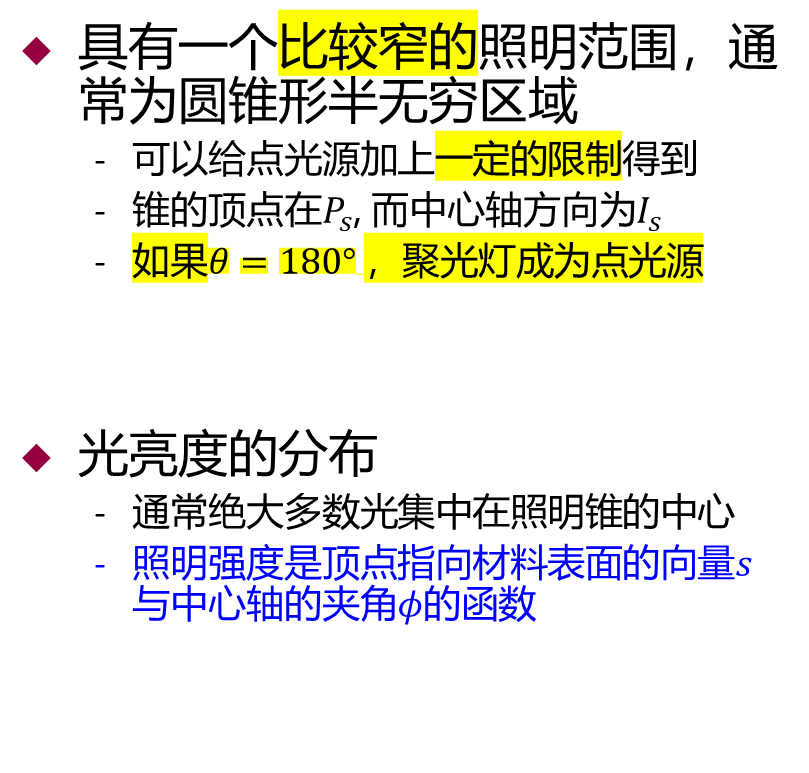 ◆ 具有一个比较窄的照明范围，通
常为圆锥形半无穷区域
- 可以给点光源加上一定的限制得到
- 锥的顶点在Pₛ, 而中心轴方向为Iₛ
- 如果θ = 180°，聚光灯成为点光源
◆ 光亮度的分布
- 通常绝大多数光集中在照明锥的中心
- 照明强度是顶点指向材料表面的向量s
与中心轴的夹角ϕ的函数